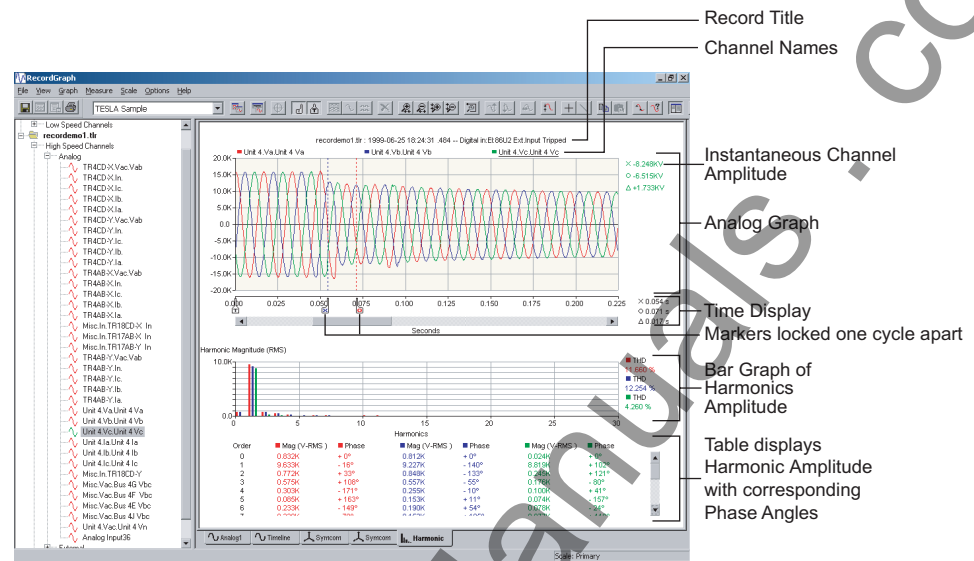 Record Title
Channel Names
RecordGraph
File View Graph Measure Scale Options Help
TESLA Sample
Low Speed Channels
recordemo1.tlr
High Speed Channels
Analog
TR4CD-X.Vac.Vab
TR4CD-X.In.
TR4CD-X.Ic.
TR4CD-X.Ib.
TR4CD-X.Ia.
TR4CD-Y.Vac.Vab
TR4CD-Y.In.
TR4CD-Y.Ic.
TR4CD-Y.Ib.
TR4CD-Y.Ia.
TR4AB-X.Vac.Vab
TR4AB-X.In.
TR4AB-X.Ic.
TR4AB-X.Ib.
TR4AB-X.Ia.
Misc.In.TR18CD-X In
Misc.In.TR17AB-X In
Misc.In.TR17AB-Y In
TR4AB-Y.Vac.Vab
TR4AB-Y.In.
TR4AB-Y.Ic.
TR4AB-Y.Ib.
TR4AB-Y.Ia.
Unit 4.Va.Unit 4 Va
Unit 4.Vb.Unit 4 Vb
Unit 4.Vc.Unit 4 Vc
Unit 4.Ia.Unit 4 Ia
Unit 4.Ib.Unit 4 Ib
Unit 4.Ic.Unit 4 Ic
Misc.In.TR18CD-Y
Misc.Vac.Bus 4G Vbc
Misc.Vac.Bus 4F Vbc
Misc.Vac.Bus 4E Vbc
Misc.Vac.Bus 4J Vbc
Unit 4.Vac.Unit 4 Vn
Analog Input36
External
recordemo1.tlr : 1999-06-25 18:24:31 .484 -- Digital in:El:86U2 Ext.Input Tripped
Unit 4.Va.Unit 4 Va Unit 4.Vb.Unit 4 Vb Unit 4.Vc.Unit 4 Vc
20.0K
15.0K
10.0K
5.0K
0.0
-5.0K
-10.0K
-15.0K
-20.0K
× -8.248KV
○ -6.515KV
Δ +1.733KV
0.000 0.025 0.050 0.075 0.100 0.125 0.150 0.175 0.200 0.225
× 0.054 s
○ 0.071 s
Δ 0.017 s
Seconds
Instantaneous Channel
Amplitude
Analog Graph
Time Display
Markers locked one cycle apart
Harmonic Magnitude (RMS)
10.0K
0.0
0 5 10 15 20 25 30
Harmonics
THD
11.660 %
THD
12.254 %
THD
4.260 %
Bar Graph of
Harmonics
Amplitude
Order Mag (V-RMS ) Phase Mag (V-RMS ) Phase Mag (V-RMS ) Phase
0 0.832K + 0° 0.812K + 0° 0.024K + 0°
1 9.633K - 16° 9.227K - 140° 8.819K + 102°
2 0.772K + 33° 0.848K - 133° + 121°
3 0.575K + 108° 0.557K - 55° 0.176K - 80°
4 0.303K - 171° 0.255K - 10° 0.100K + 41°
5 0.085K + 163° 0.153K + 11° 0.074K - 157°
6 0.233K - 149° 0.190K + 54° 0.078K - 24°
Table displays
Harmonic Amplitude
with corresponding
Phase Angles
Analog1 Timeline Symcom Symcom Harmonic
Scale: Primary